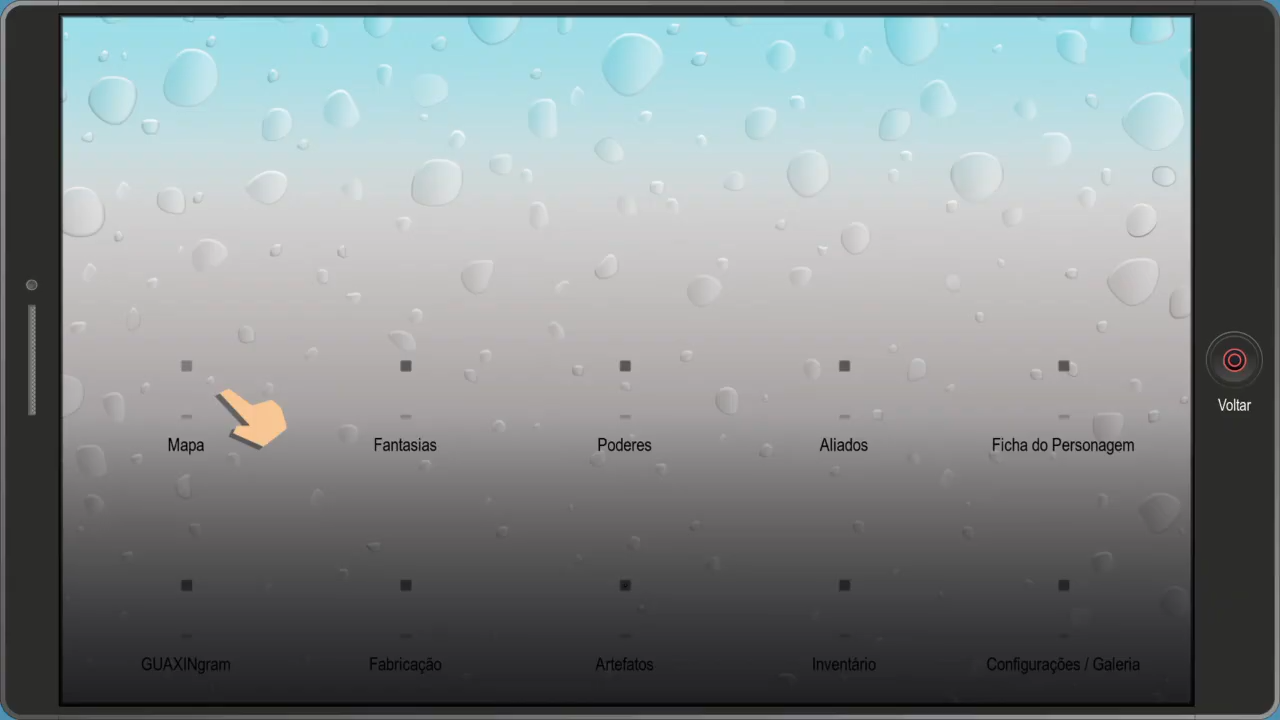 Mapa
Fantasias
Poderes
Aliados
Ficha do Personagem
Voltar
GUAXINgram
Fabricação
Artefatos
Inventário
Configurações / Galeria